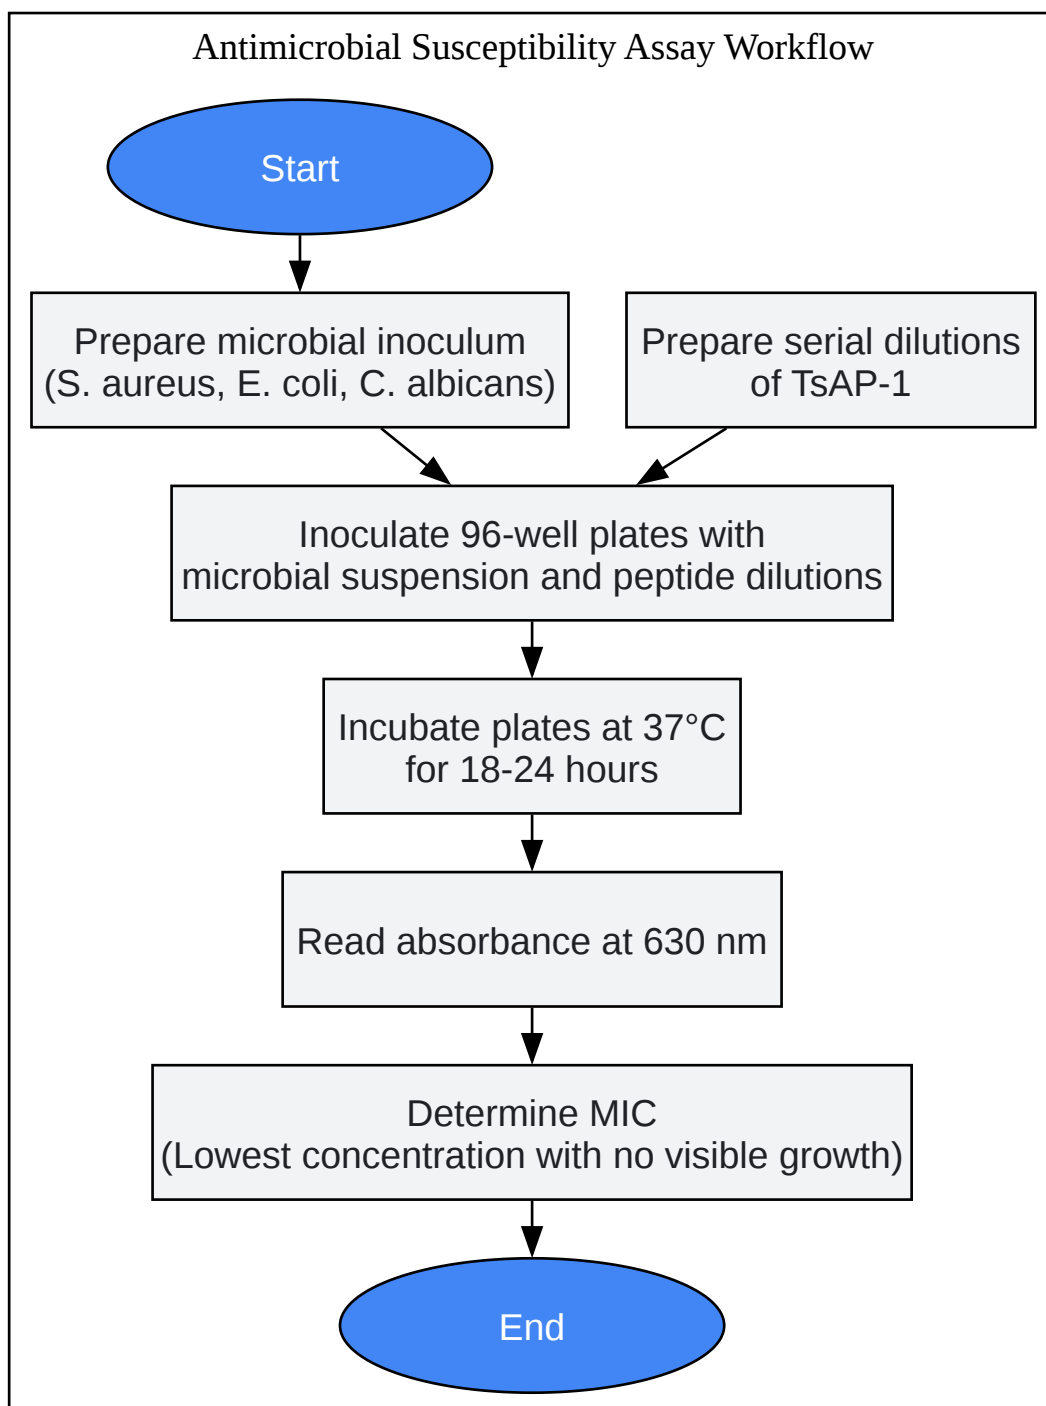 Antimicrobial Susceptibility Assay Workflow
Start
Prepare microbial inoculum
(S. aureus, E. coli, C. albicans)
Prepare serial dilutions
of TsAP-1
Inoculate 96-well plates with
microbial suspension and peptide dilutions
Incubate plates at 37°C
for 18-24 hours
Read absorbance at 630 nm
Determine MIC
(Lowest concentration with no visible growth)
End